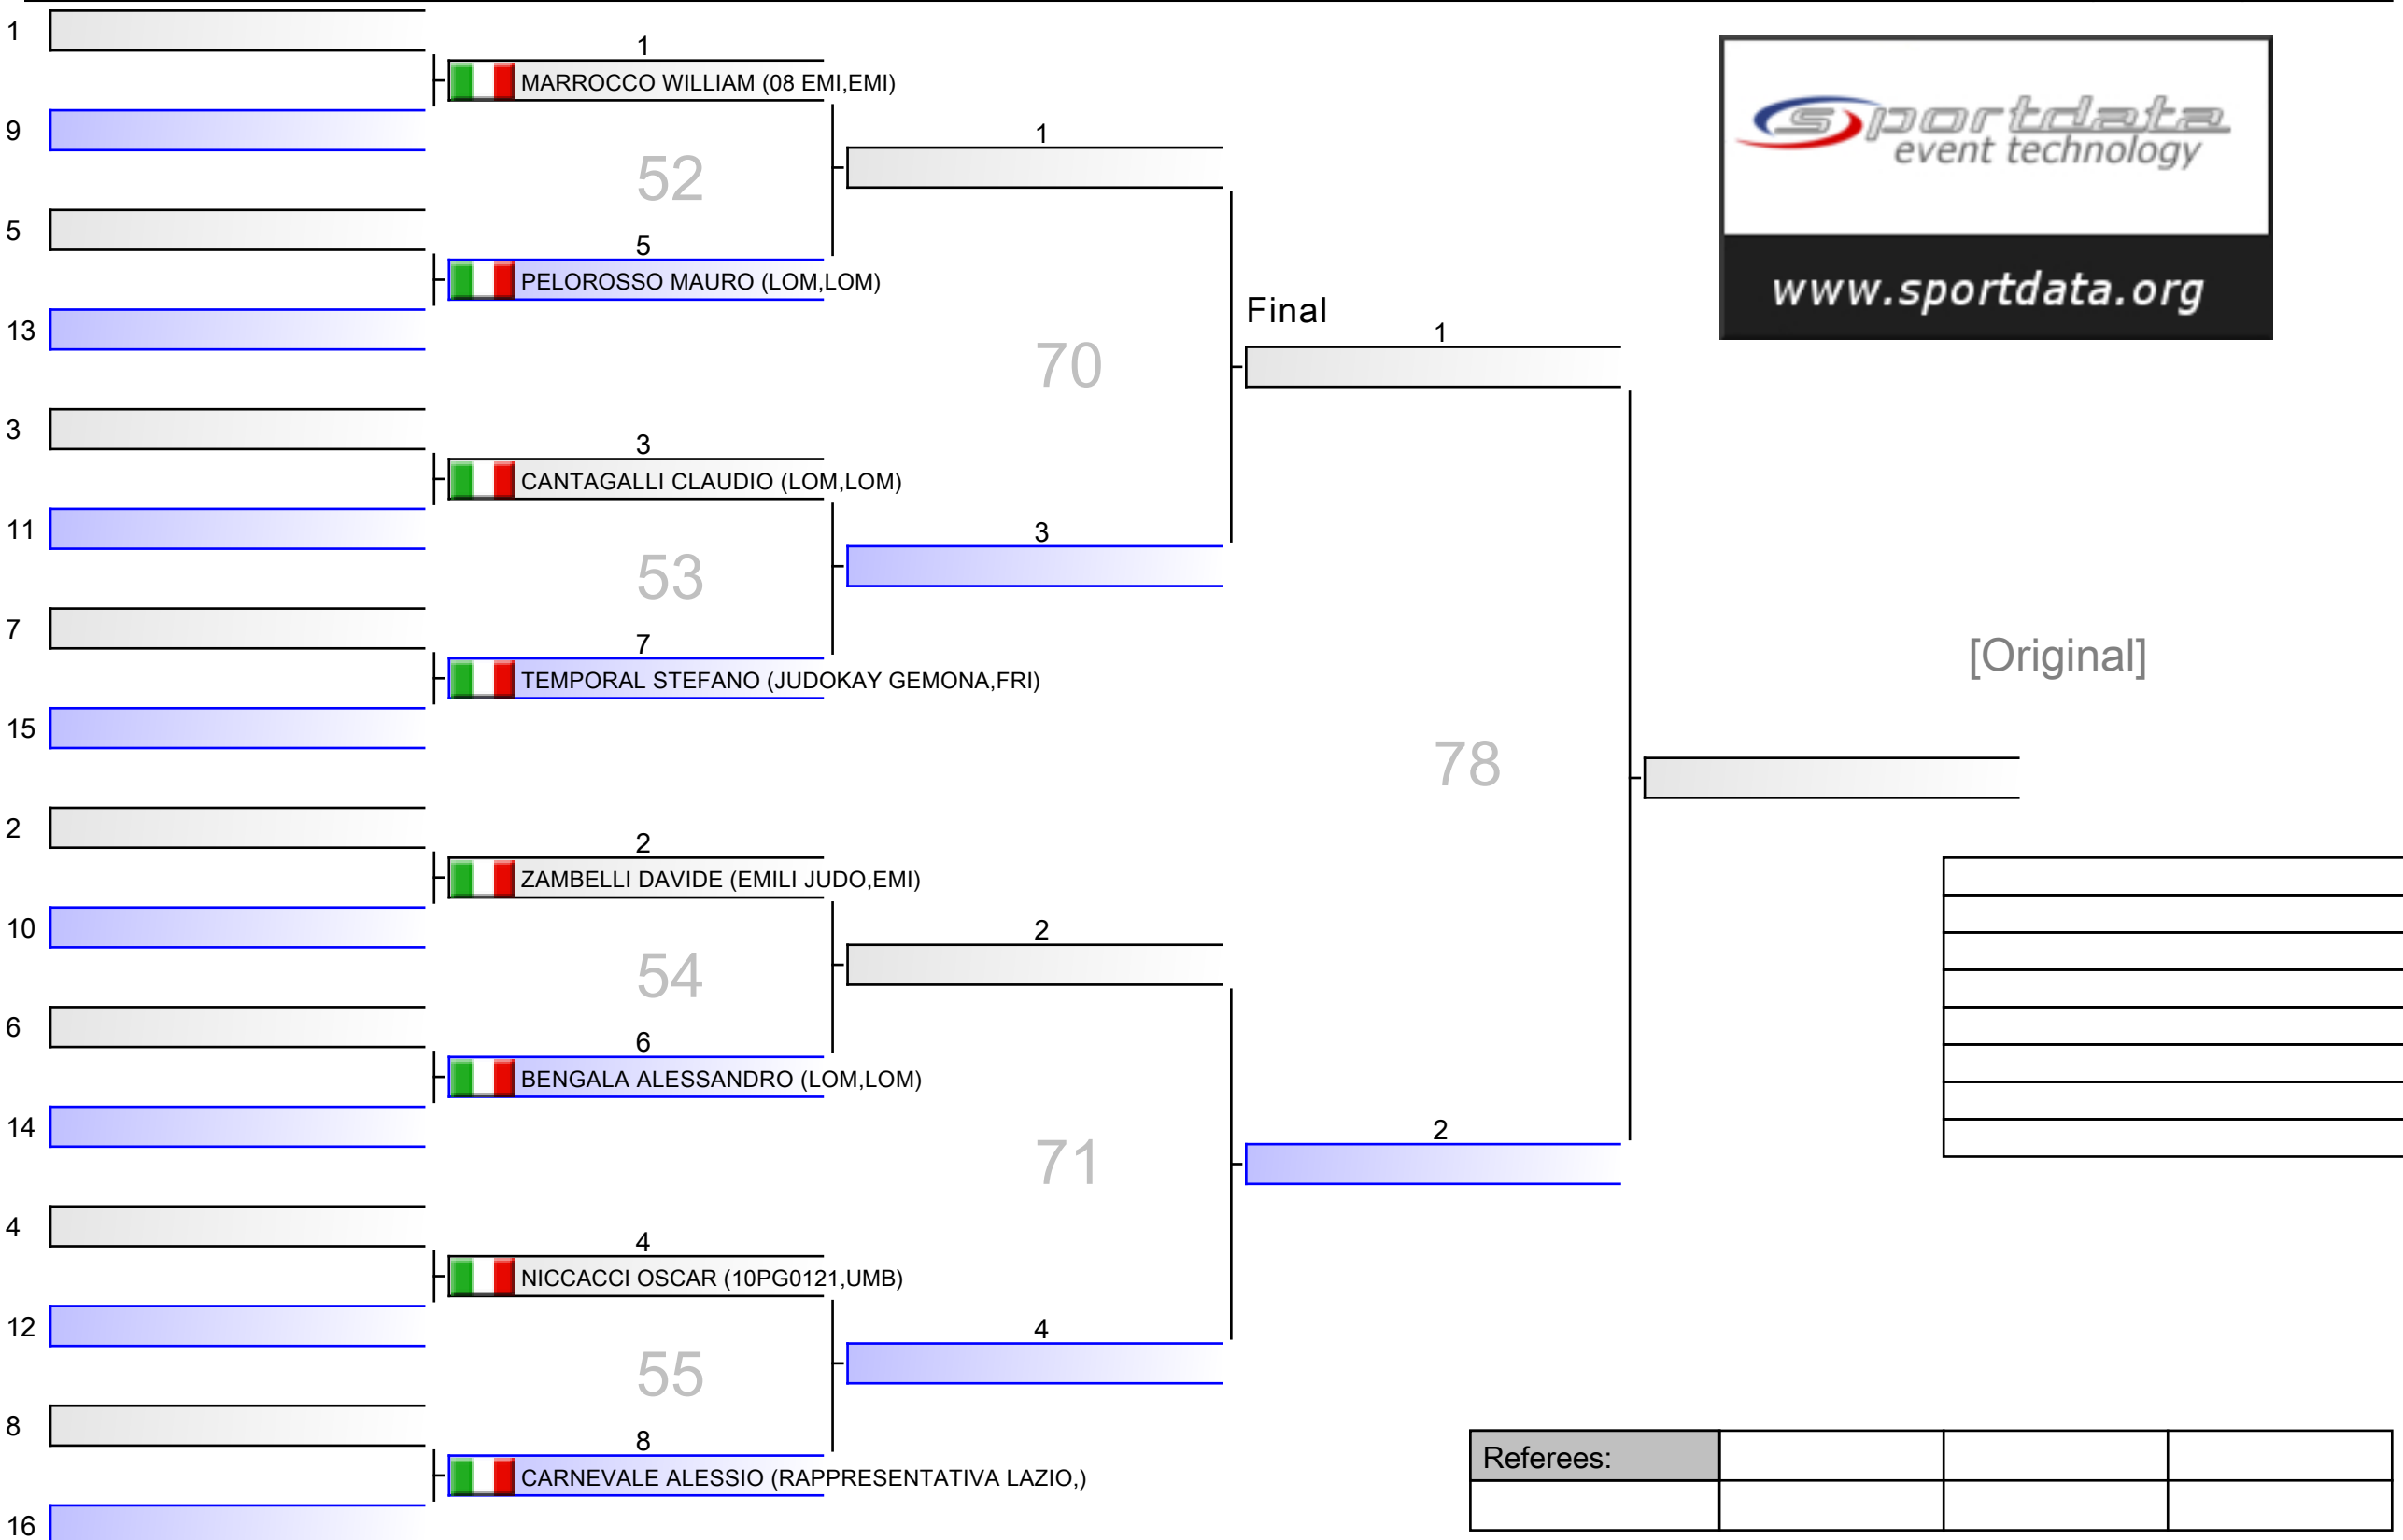 1
1
MARROCCO WILLIAM (08 EMI,EMI)
9
1
52
5
5
PELOROSSO MAURO (LOM,LOM)
13
Final
1
70
3
3
CANTAGALLI CLAUDIO (LOM,LOM)
11
3
53
7
7
TEMPORAL STEFANO (JUDOKAY GEMONA,FRI)
15
78
2
2
ZAMBELLI DAVIDE (EMILI JUDO,EMI)
10
2
54
6
6
BENGALA ALESSANDRO (LOM,LOM)
14
2
71
4
4
NICCACCI OSCAR (10PG0121,UMB)
12
4
55
8
8
CARNEVALE ALESSIO (RAPPRESENTATIVA LAZIO,)
16
sportdata
event technology
www.sportdata.org
[Original]
Referees: